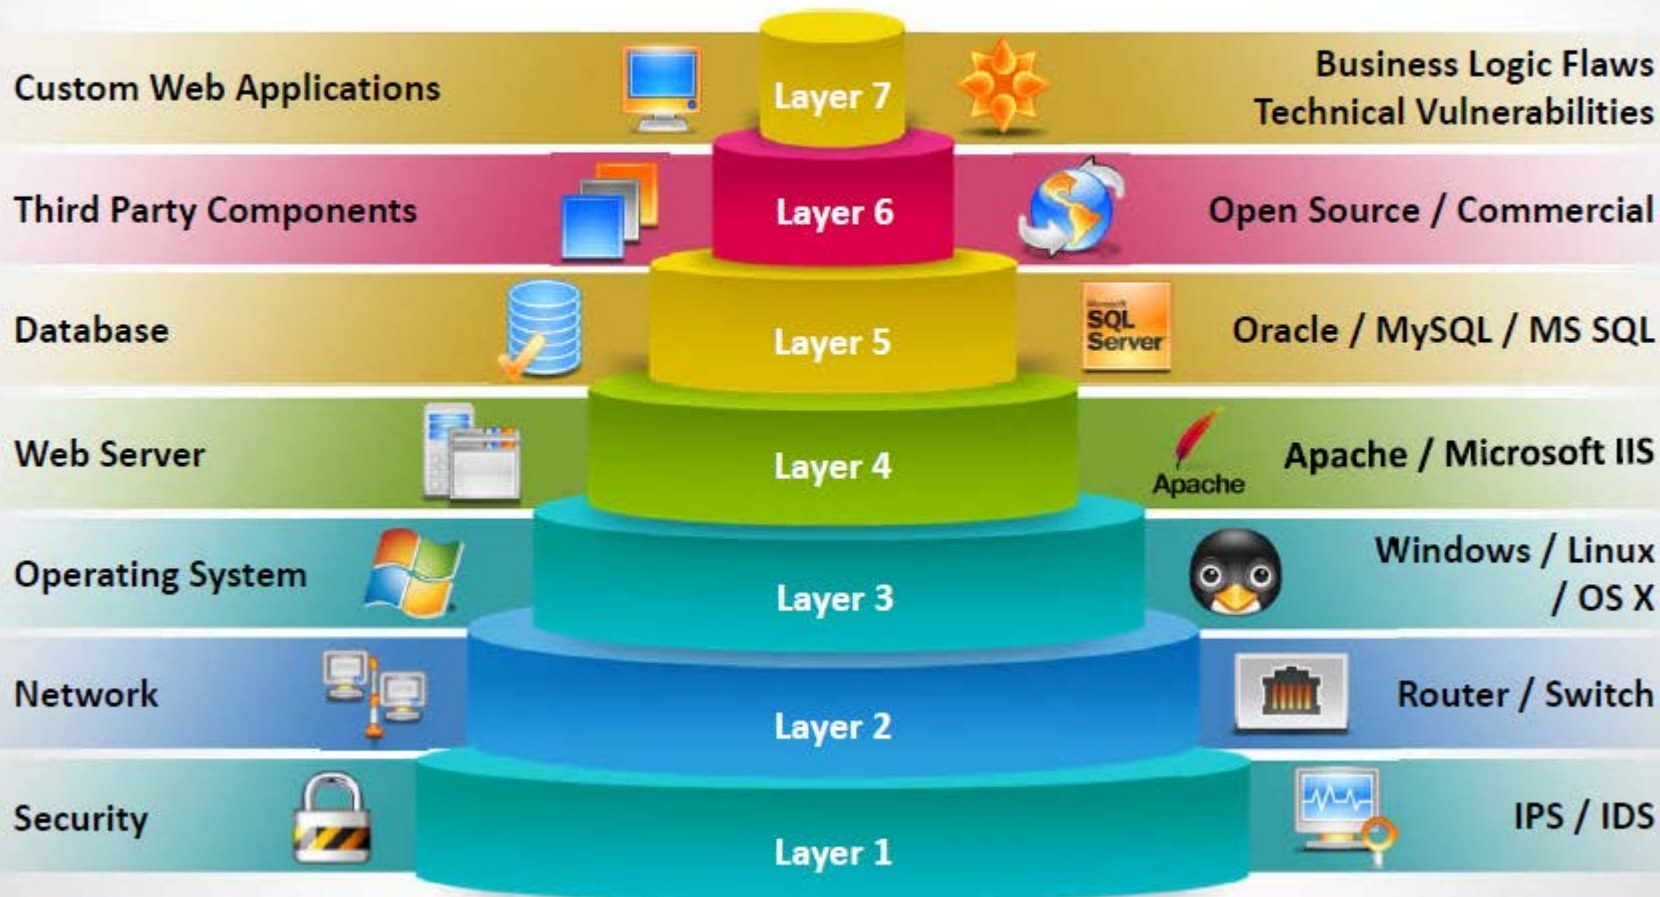 Custom Web Applications
Layer 7
Business Logic Flaws
Technical Vulnerabilities
Third Party Components
Layer 6
Open Source / Commercial
Database
Layer 5
Microsoft
SQL
Server
Oracle / MySQL / MS SQL
Web Server
Layer 4
Apache
Apache / Microsoft IIS
Operating System
Layer 3
Windows / Linux
/ OS X
Network
Layer 2
Router / Switch
Security
Layer 1
IPS / IDS